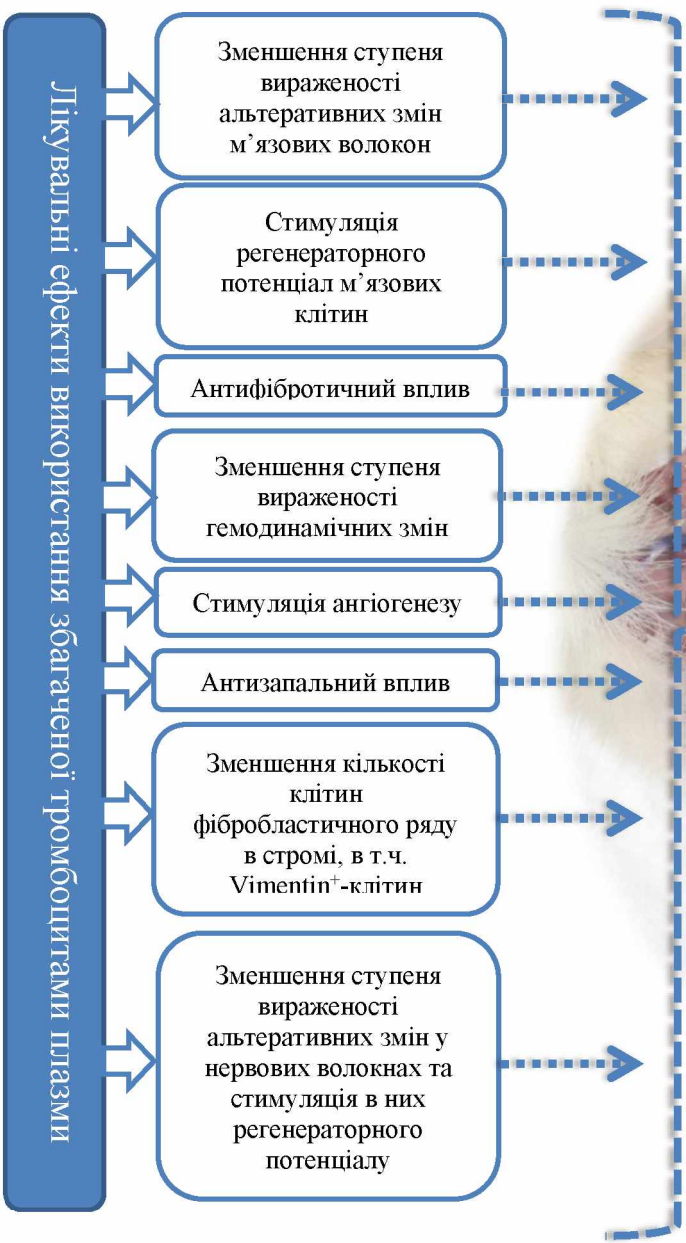 Лікувальні ефекти використання збагаченої тромбоцитами плазми
Зменшення ступеня
вираженості
альтеративних змін
м’язових волокон
Стимуляція
регенераторного
потенціал м’язових
клітин
Антифібротичний вплив
Зменшення ступеня
вираженості
гемодинамічних змін
Стимуляція ангіогенезу
Антизапальний вплив
Зменшення кількості
клітин
фібробластичного ряду
в стромі, в т.ч.
Vimentin⁺-клітин
Зменшення ступеня
вираженості
альтеративних змін у
нервових волокнах та
стимуляція в них
регенераторного
потенціалу